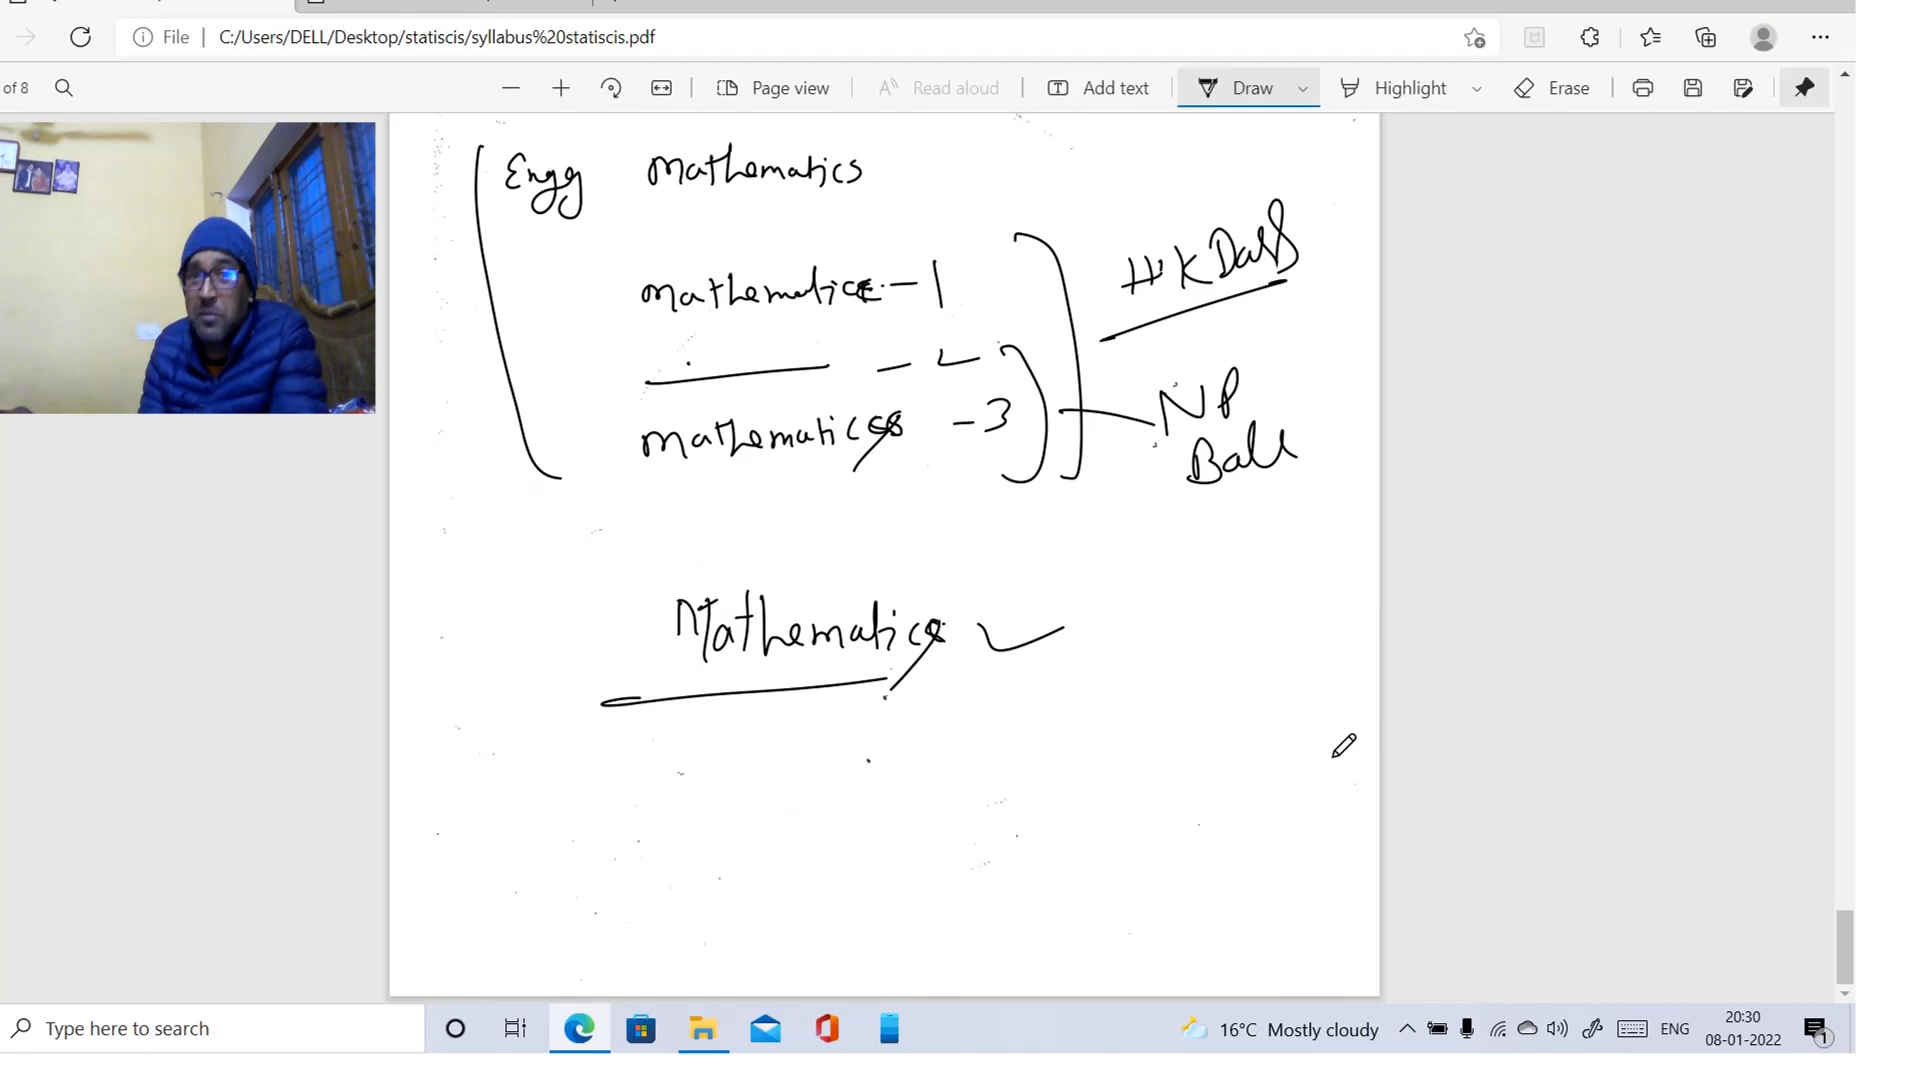 File C:/Users/DELL/Desktop/statiscis/syllabus%20statiscis.pdf
of 8 Page view Read aloud Add text Draw Highlight Erase
Engg Mathematics
Mathematics - 1
- 2
Mathematics - 3
H.K Dass
NP
Bali
Mathematics
Type here to search
16°C Mostly cloudy ENG 20:30
08-01-2022 1